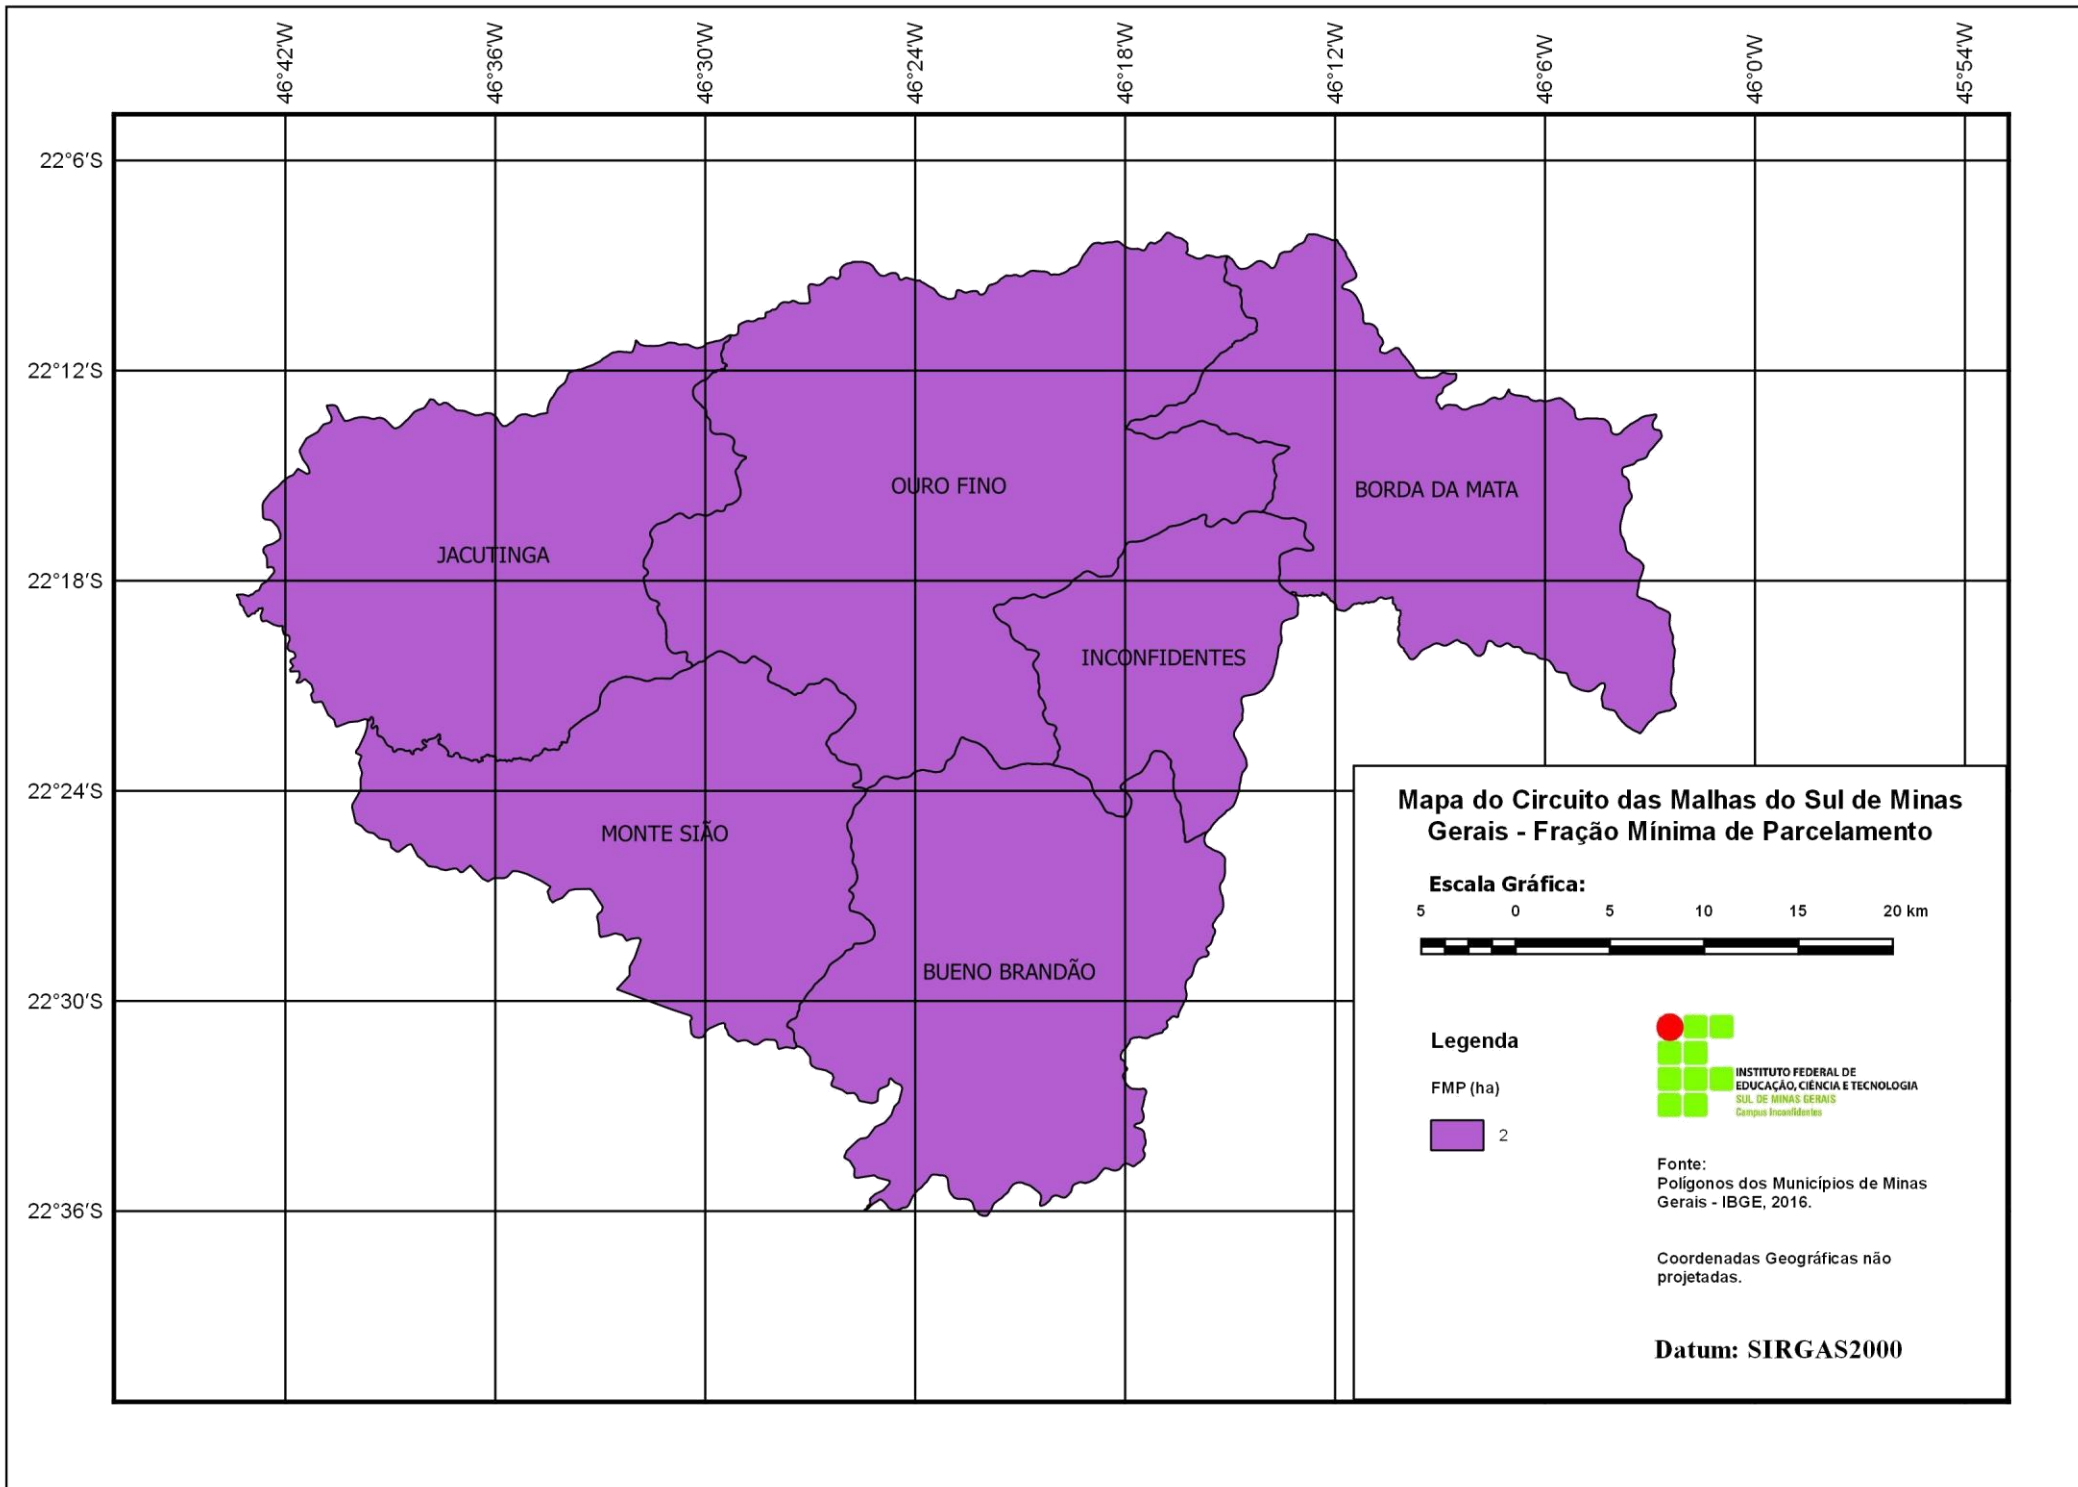 46°42'W
46°36'W
46°30'W
46°24'W
46°18'W
46°12'W
46°6'W
46°0'W
45°54'W
22°6'S
22°12'S
22°18'S
22°24'S
22°30'S
22°36'S
OURO FINO
BORDA DA MATA
JACUTINGA
INCONFIDENTES
MONTE SIÃO
BUENO BRANDÃO
Mapa do Circuito das Malhas do Sul de Minas
Gerais - Fração Mínima de Parcelamento
Escala Gráfica:
5 0 5 10 15 20 km
Legenda
FMP (ha)
2
INSTITUTO FEDERAL DE
EDUCAÇÃO, CIÊNCIA E TECNOLOGIA
SUL DE MINAS GERAIS
Campus Inconfidentes
Fonte:
Polígonos dos Municípios de Minas
Gerais - IBGE, 2016.
Coordenadas Geográficas não
projetadas.
Datum: SIRGAS2000